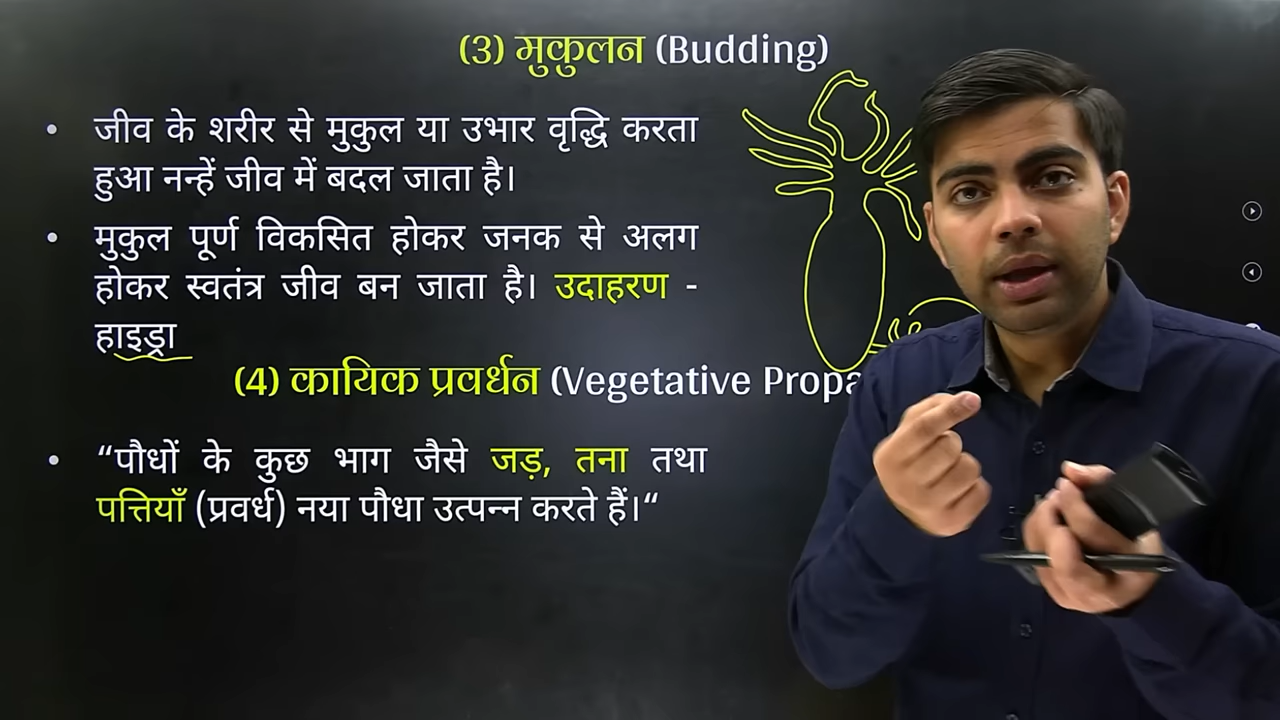 (3) मुकुलन (Budding)
• जीव के शरीर से मुकुल या उभार वृद्धि करता
हुआ नन्हें जीव में बदल जाता है।
• मुकुल पूर्ण विकसित होकर जनक से अलग
होकर स्वतंत्र जीव बन जाता है। उदाहरण -
हाइड्रा
(4) कायिक प्रवर्धन (Vegetative Propa
• “पौधों के कुछ भाग जैसे जड़, तना तथा
पत्तियाँ (प्रवर्ध) नया पौधा उत्पन्न करते हैं।“